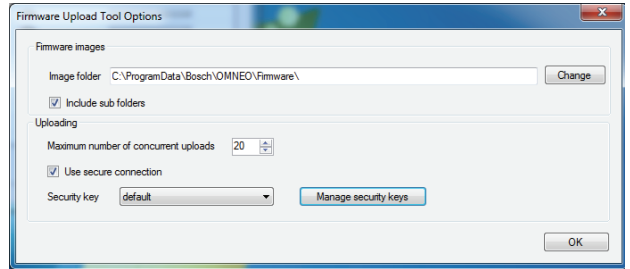 Firmware Upload Tool Options
Firmware images
Image folder C:\ProgramData\Bosch\OMNEO\Firmware\ Change
Include sub folders
Uploading
Maximum number of concurrent uploads 20
Use secure connection
Security key default Manage security keys
OK